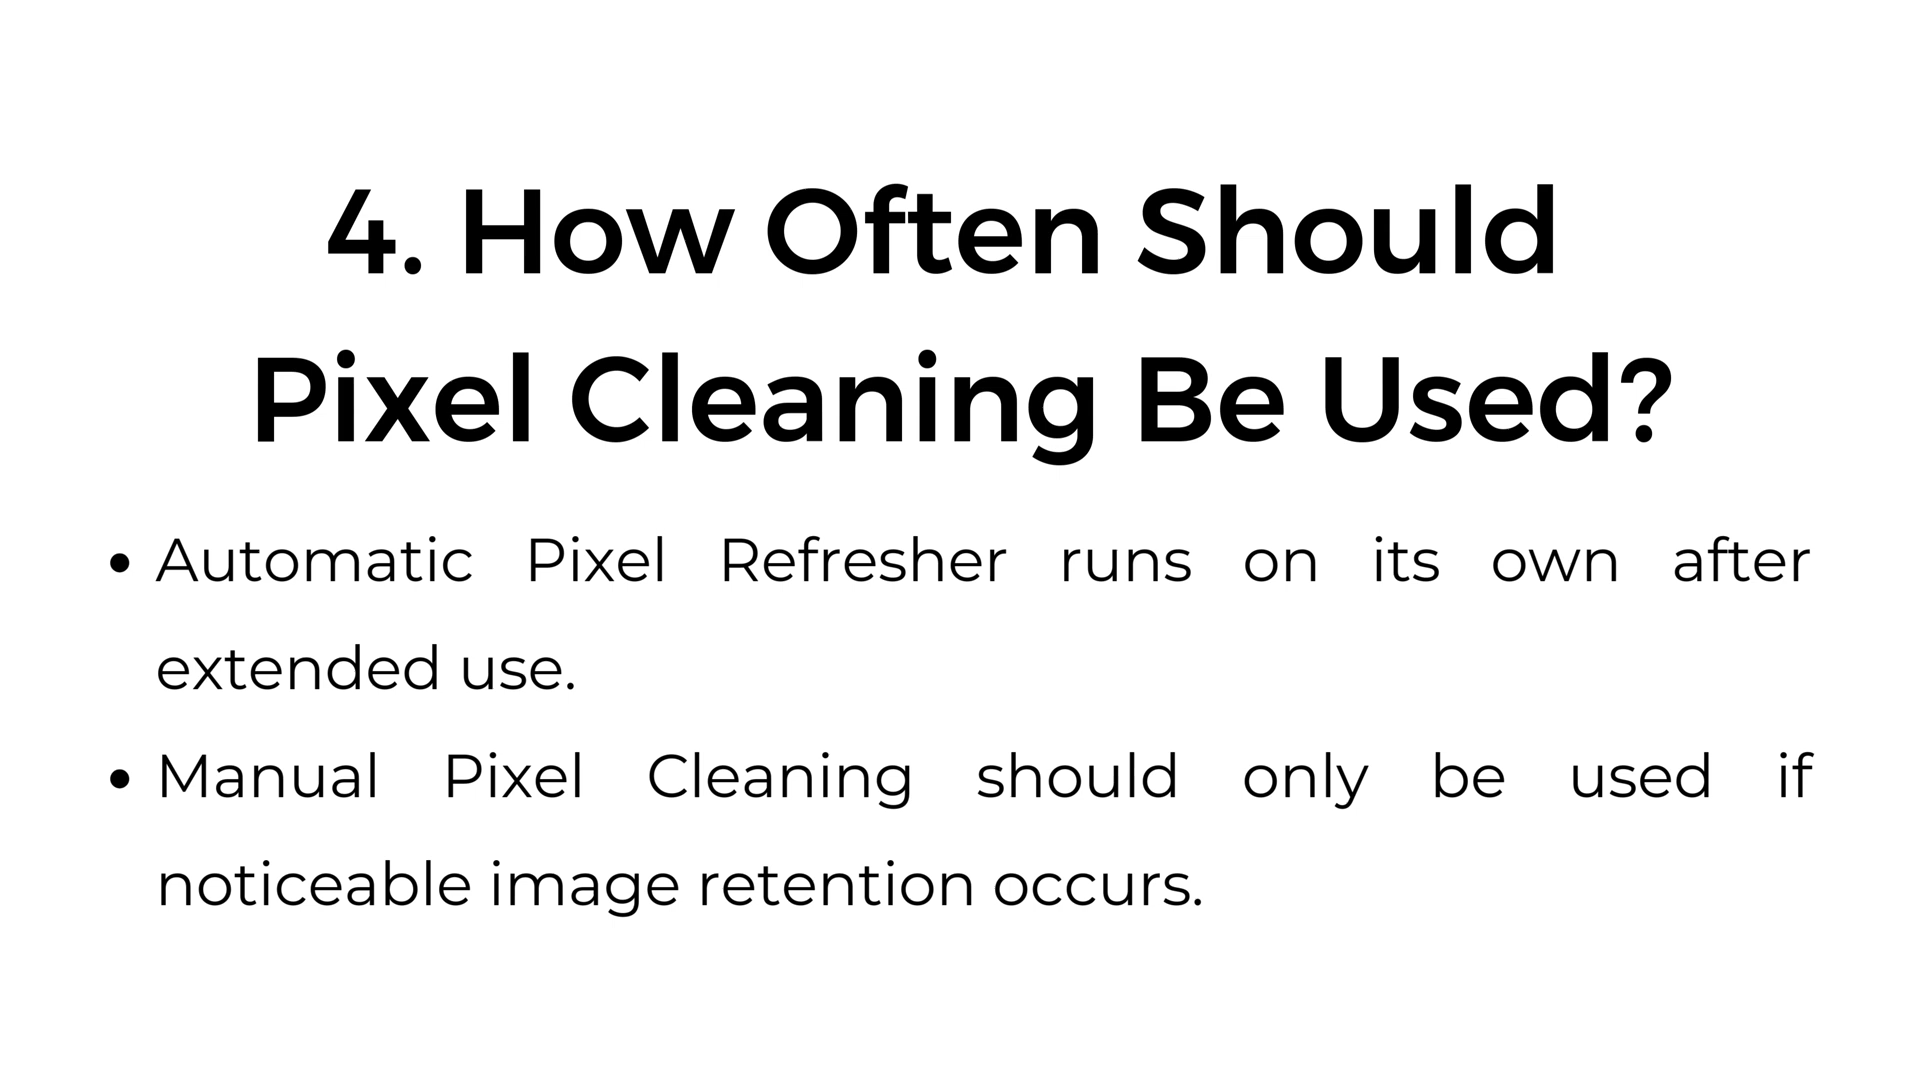 4. How Often Should
Pixel Cleaning Be Used?
• Automatic Pixel Refresher runs on its own after
extended use.
• Manual Pixel Cleaning should only be used if
noticeable image retention occurs.